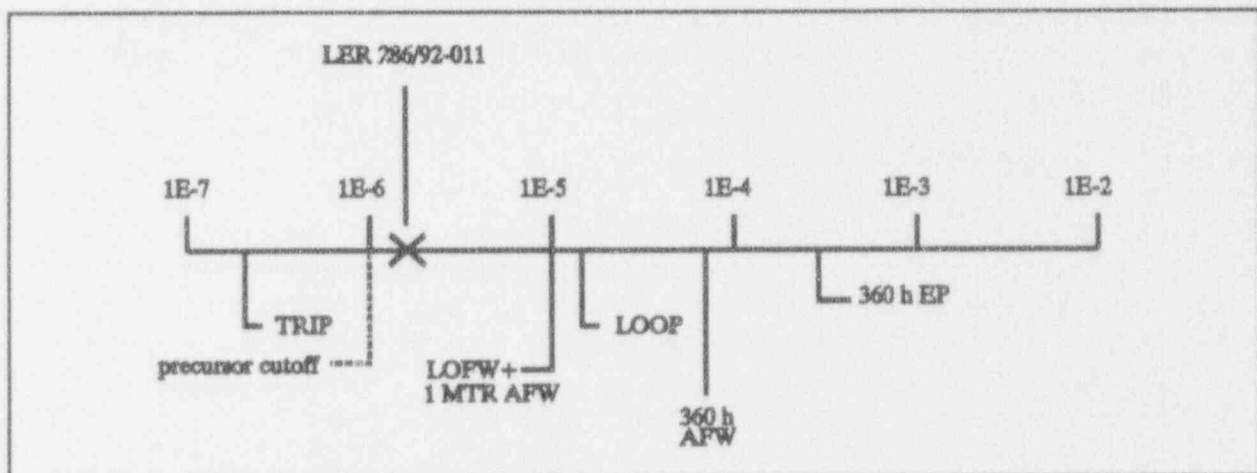 LER 286/92-011
1E-7
1E-6
1E-5
1E-4
1E-3
1E-2
360 h EP
TRIP
LOOP
precursor cutoff
LOFW+
1 MTR AFW
360 h
AFW